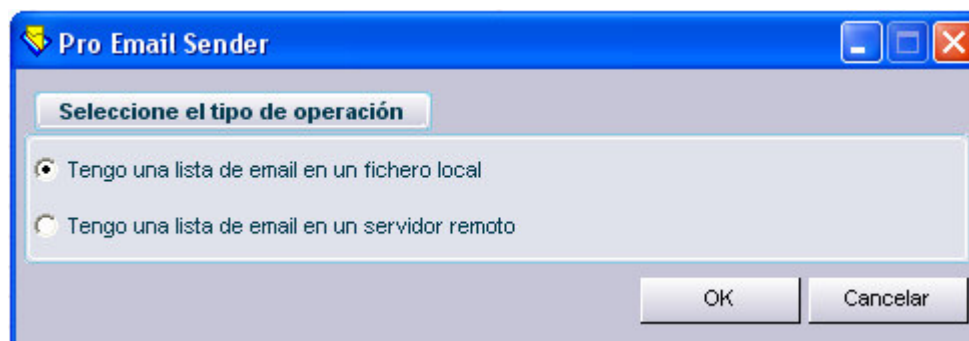 Pro Email Sender
Seleccione el tipo de operación
Tengo una lista de email en un fichero local
Tengo una lista de email en un servidor remoto
OK
Cancelar